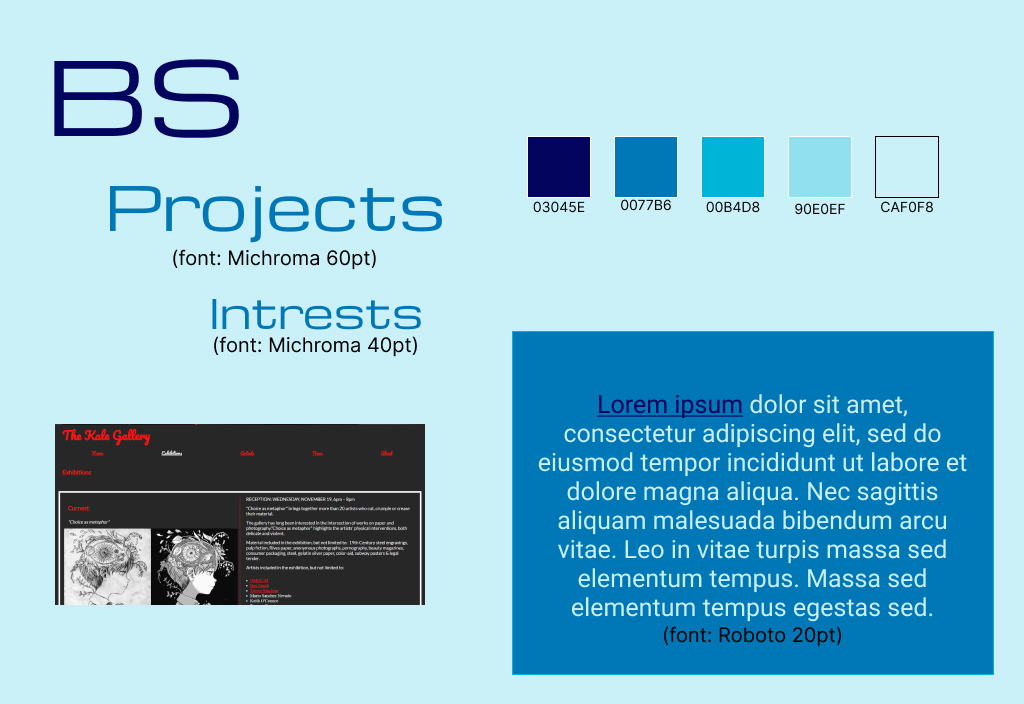 BS
Projects
(font: Michroma 60pt)
Intrests
(font: Michroma 40pt)
03045E 0077B6 00B4D8 90E0EF CAF0F8
The Kale Gallery
Home Exhibitions Artists News About
Exhibitions
Current:
"Choice as metaphor"
RECEPTION: WEDNESDAY, NOVEMBER 19, 6pm - 8pm
"Choice as metaphor" brings together more than 20 artists who cut, crumple or crease
their material.
The gallery has long been interested in the intersection of works on paper and
photography."Choice as metaphor" highlights the artists' physical interventions, both
delicate and violent.
Material included in the exhibition, but not limited to: 19th Century steel engravings,
pulp fiction, Rives paper, anonymous photographs, pornography, beauty magazines,
consumer packaging, steel, gelatin silver paper, color-aid, subway posters & legal
tender.
Artists included in the exhibition, but not limited to:
Mario Sanchez Nevado
Keith O'Connor
Lorem ipsum dolor sit amet,
consectetur adipiscing elit, sed do
eiusmod tempor incididunt ut labore et
dolore magna aliqua. Nec sagittis
aliquam malesuada bibendum arcu
vitae. Leo in vitae turpis massa sed
elementum tempus. Massa sed
elementum tempus egestas sed.
(font: Roboto 20pt)